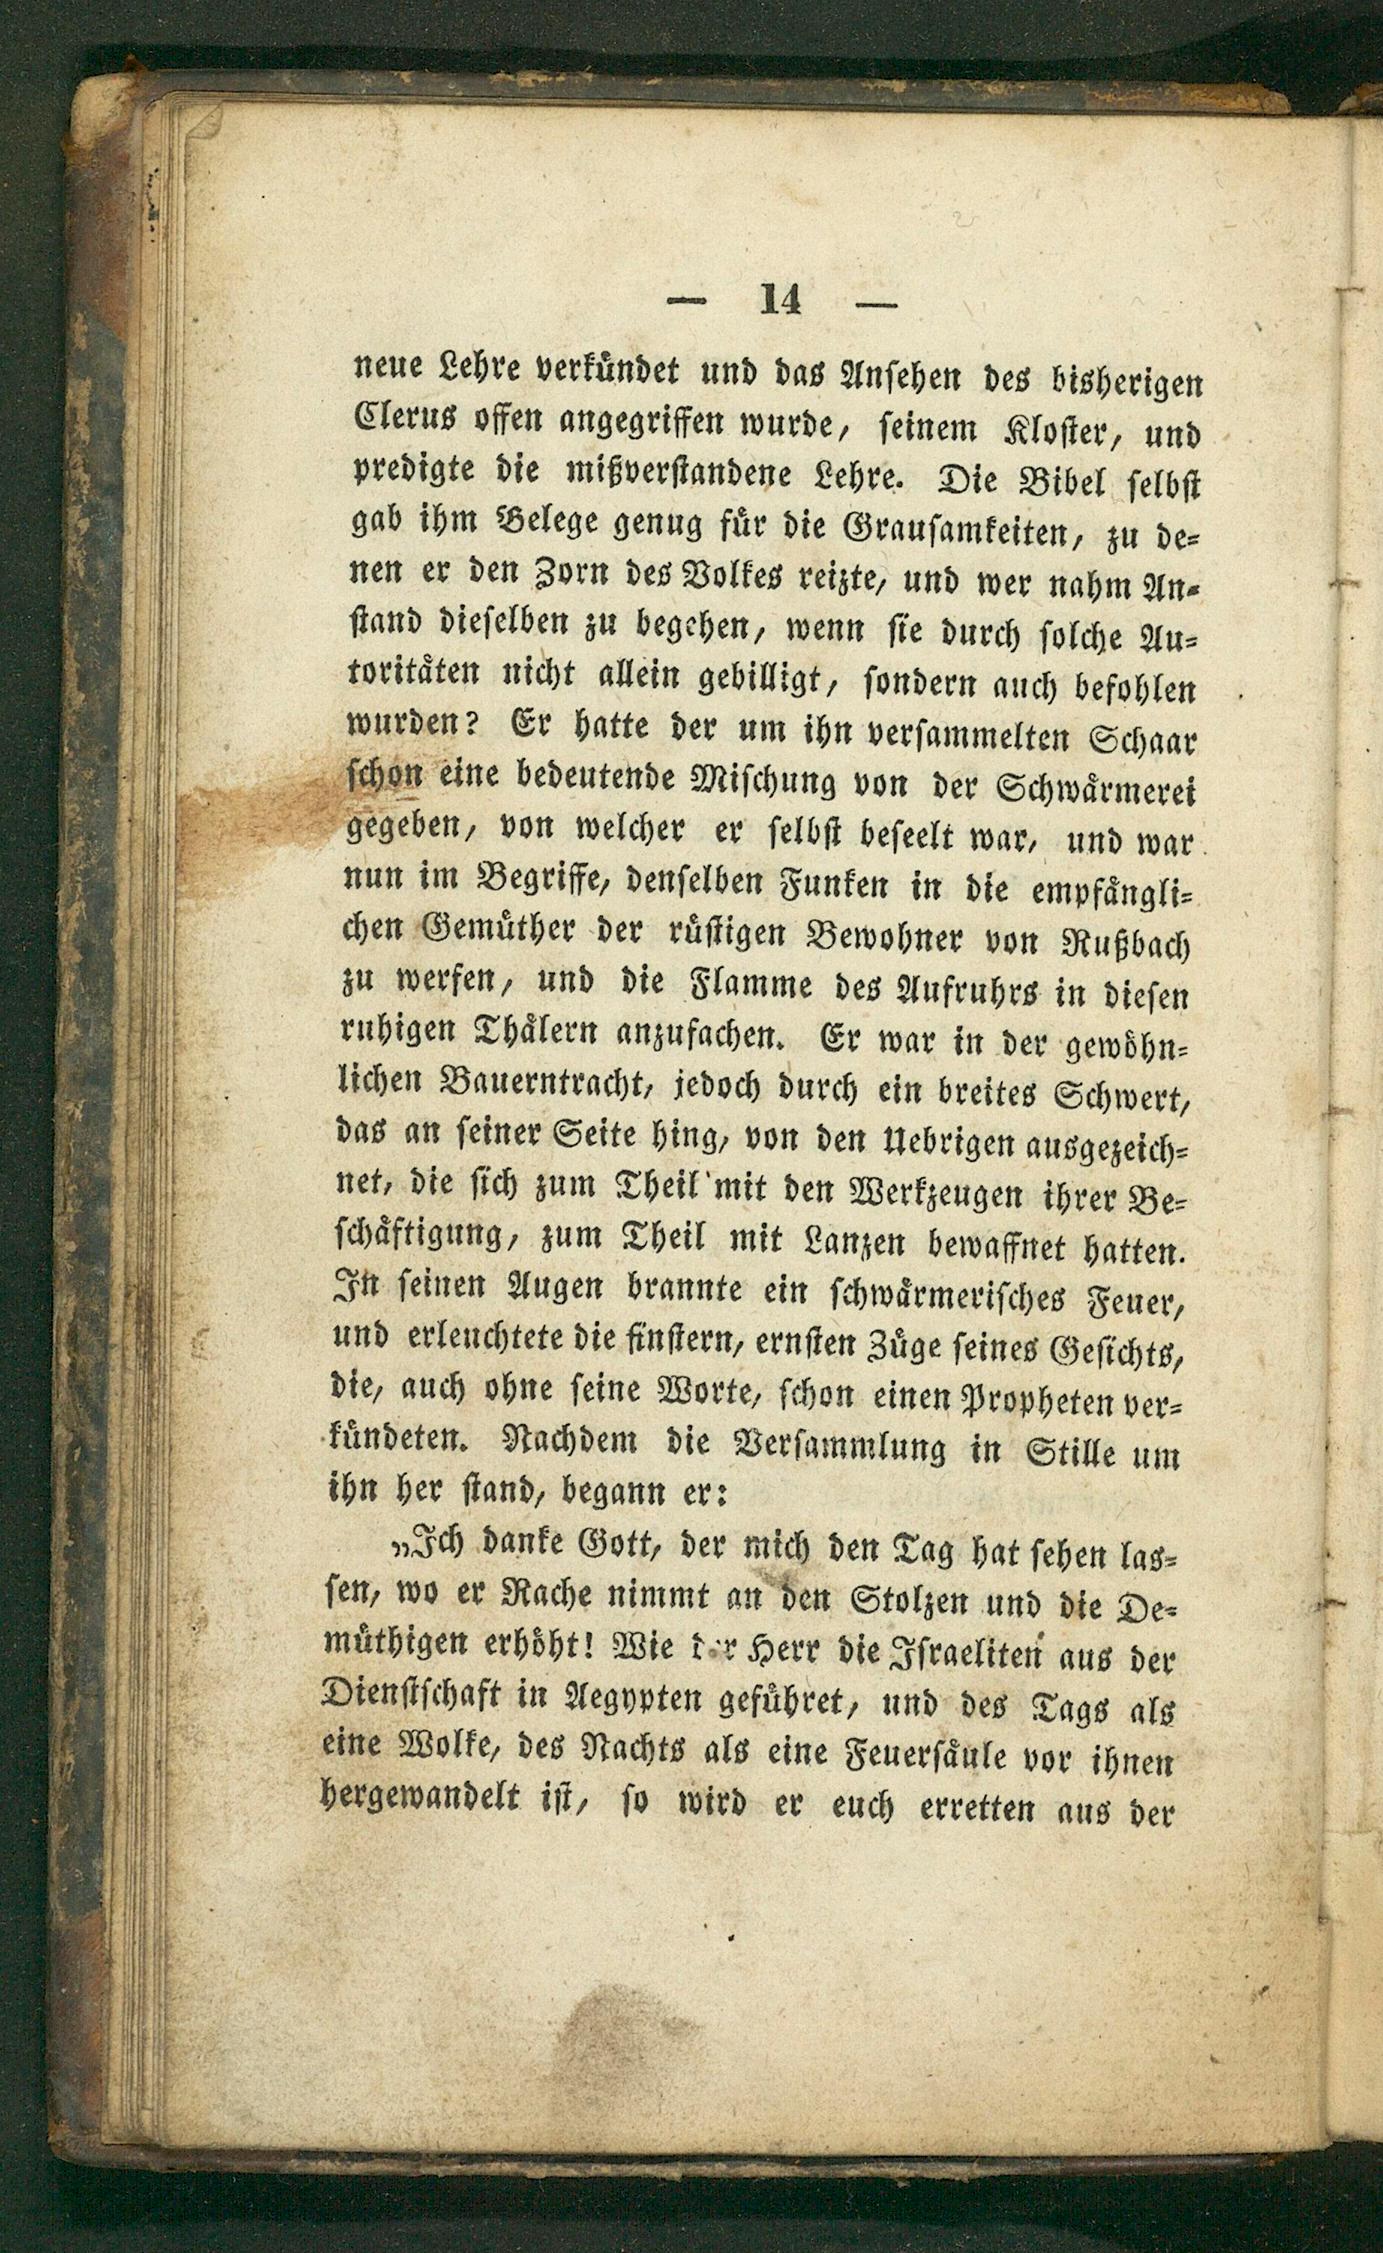 — 14 —
neue Lehre verkündet und das Ansehen des bisherigen
Clerus offen angegriffen wurde, seinem Kloster, und
predigte die mißverstandene Lehre. Die Bibel selbst
gab ihm Belege genug für die Grausamkeiten, zu de=
nen er den Zorn des Volkes reizte, und wer nahm An=
stand dieselben zu begehen, wenn sie durch solche Au=
toritäten nicht allein gebilligt, sondern auch befohlen
wurden? Er hatte der um ihn versammelten Schaar
schon eine bedeutende Mischung von der Schwärmerei
gegeben, von welcher er selbst beseelt war, und war
nun im Begriffe, denselben Funken in die empfängli=
chen Gemüther der rüstigen Bewohner von Rußbach
zu werfen, und die Flamme des Aufruhrs in diesen
ruhigen Thälern anzufachen. Er war in der gewöhn=
lichen Bauerntracht, jedoch durch ein breites Schwert,
das an seiner Seite hing, von den Uebrigen ausgezeich=
net, die sich zum Theil mit den Werkzeugen ihrer Be=
schäftigung, zum Theil mit Lanzen bewaffnet hatten.
In seinen Augen brannte ein schwärmerisches Feuer,
und erleuchtete die finstern, ernsten Züge seines Gesichts,
die, auch ohne seine Worte, schon einen Propheten ver=
kündeten. Nachdem die Versammlung in Stille um
ihn her stand, begann er:
„Ich danke Gott, der mich den Tag hat sehen las=
sen, wo er Rache nimmt an den Stolzen und die De=
müthigen erhöht! Wie der Herr die Israeliten aus der
Dienstschaft in Aegypten geführet, und des Tags als
eine Wolke, des Nachts als eine Feuersäule vor ihnen
hergewandelt ist, so wird er euch erretten aus der